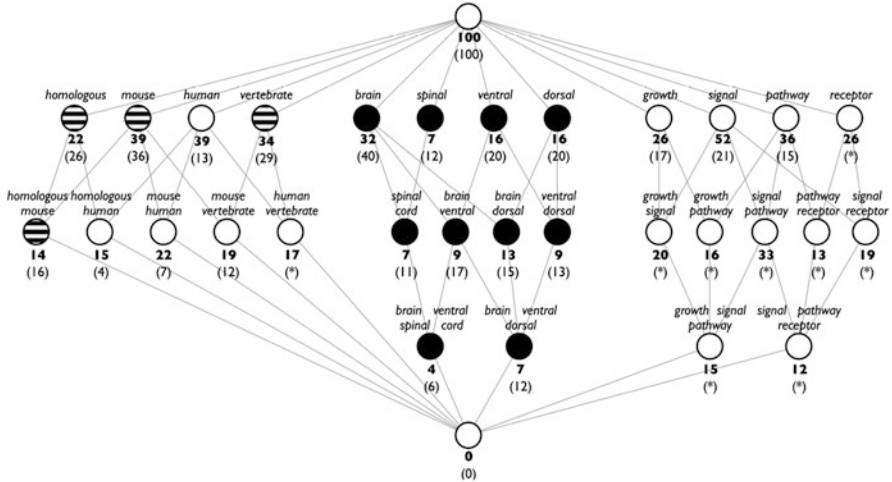 100
(100)
homologous mouse human vertebrate brain spinal ventral dorsal growth signal pathway receptor
22 39 39 34 32 7 16 16 26 52 36 26
(26) (36) (13) (29) (40) (12) (20) (20) (17) (21) (15) (*)
homologous homologous mouse mouse human spinal brain brain ventral growth growth signal pathway signal
mouse human human vertebrate vertebrate cord ventral dorsal dorsal signal pathway pathway receptor receptor
14 15 22 19 17 7 9 13 9 20 16 33 13 19
(16) (4) (7) (12) (*) (11) (17) (15) (13) (*) (*) (*) (*) (*)
brain ventral brain ventral growth signal signal pathway
spinal cord dorsal pathway receptor
4 7 15 12
(6) (12) (*) (*)
0
(0)